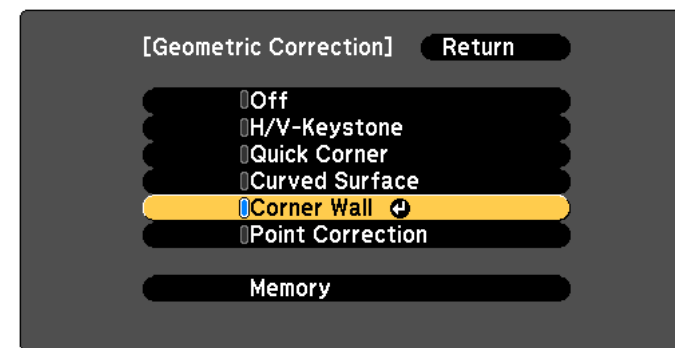 [Geometric Correction] Return
Off
H/V-Keystone
Quick Corner
Curved Surface
Corner Wall
Point Correction
Memory